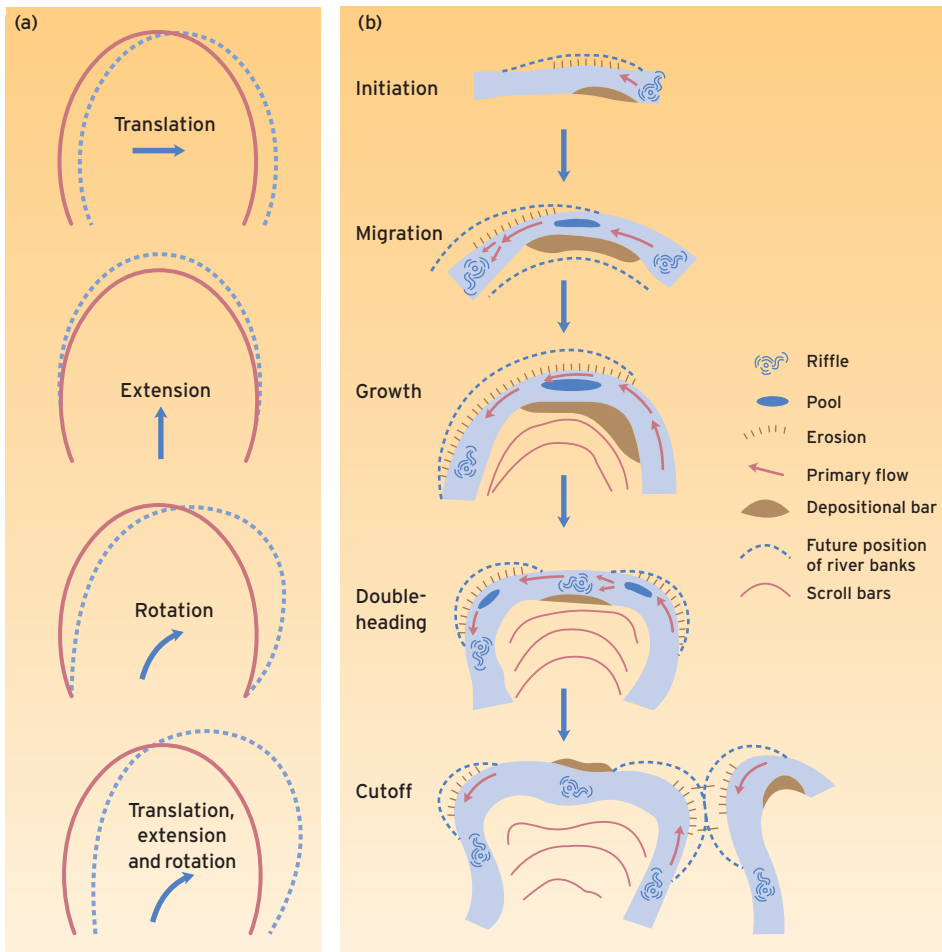 (a)
Translation
Extension
Rotation
Translation,
extension
and rotation
(b)
Initiation
Migration
Growth
Double-
heading
Cutoff
Riffle
Pool
Erosion
Primary flow
Depositional bar
Future position
of river banks
Scroll bars